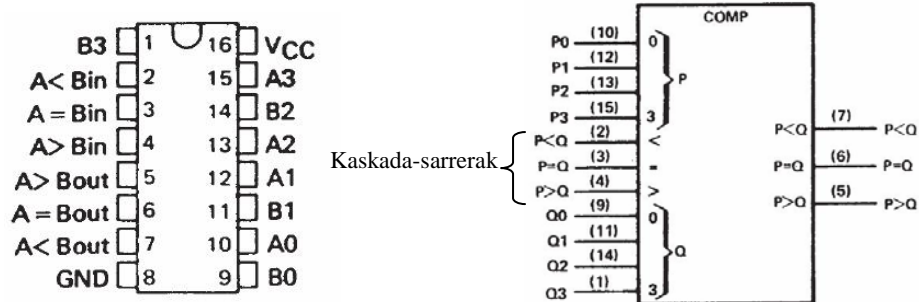 B3 1 16 VCC
A< Bin 2 15 A3
A = Bin 3 14 B2
A> Bin 4 13 A2
A> Bout 5 12 A1
A = Bout 6 11 B1
A< Bout 7 10 A0
GND 8 9 B0
Kaskada-sarrerak
COMP
P0 (10) 0
P1 (12)
P2 (13) P
P3 (15) 3
P<Q (2) <
P=Q (3) =
P>Q (4) >
Q0 (9) 0
Q1 (11)
Q2 (14) Q
Q3 (1) 3
P<Q (7) P<Q
P=Q (6) P=Q
P>Q (5) P>Q